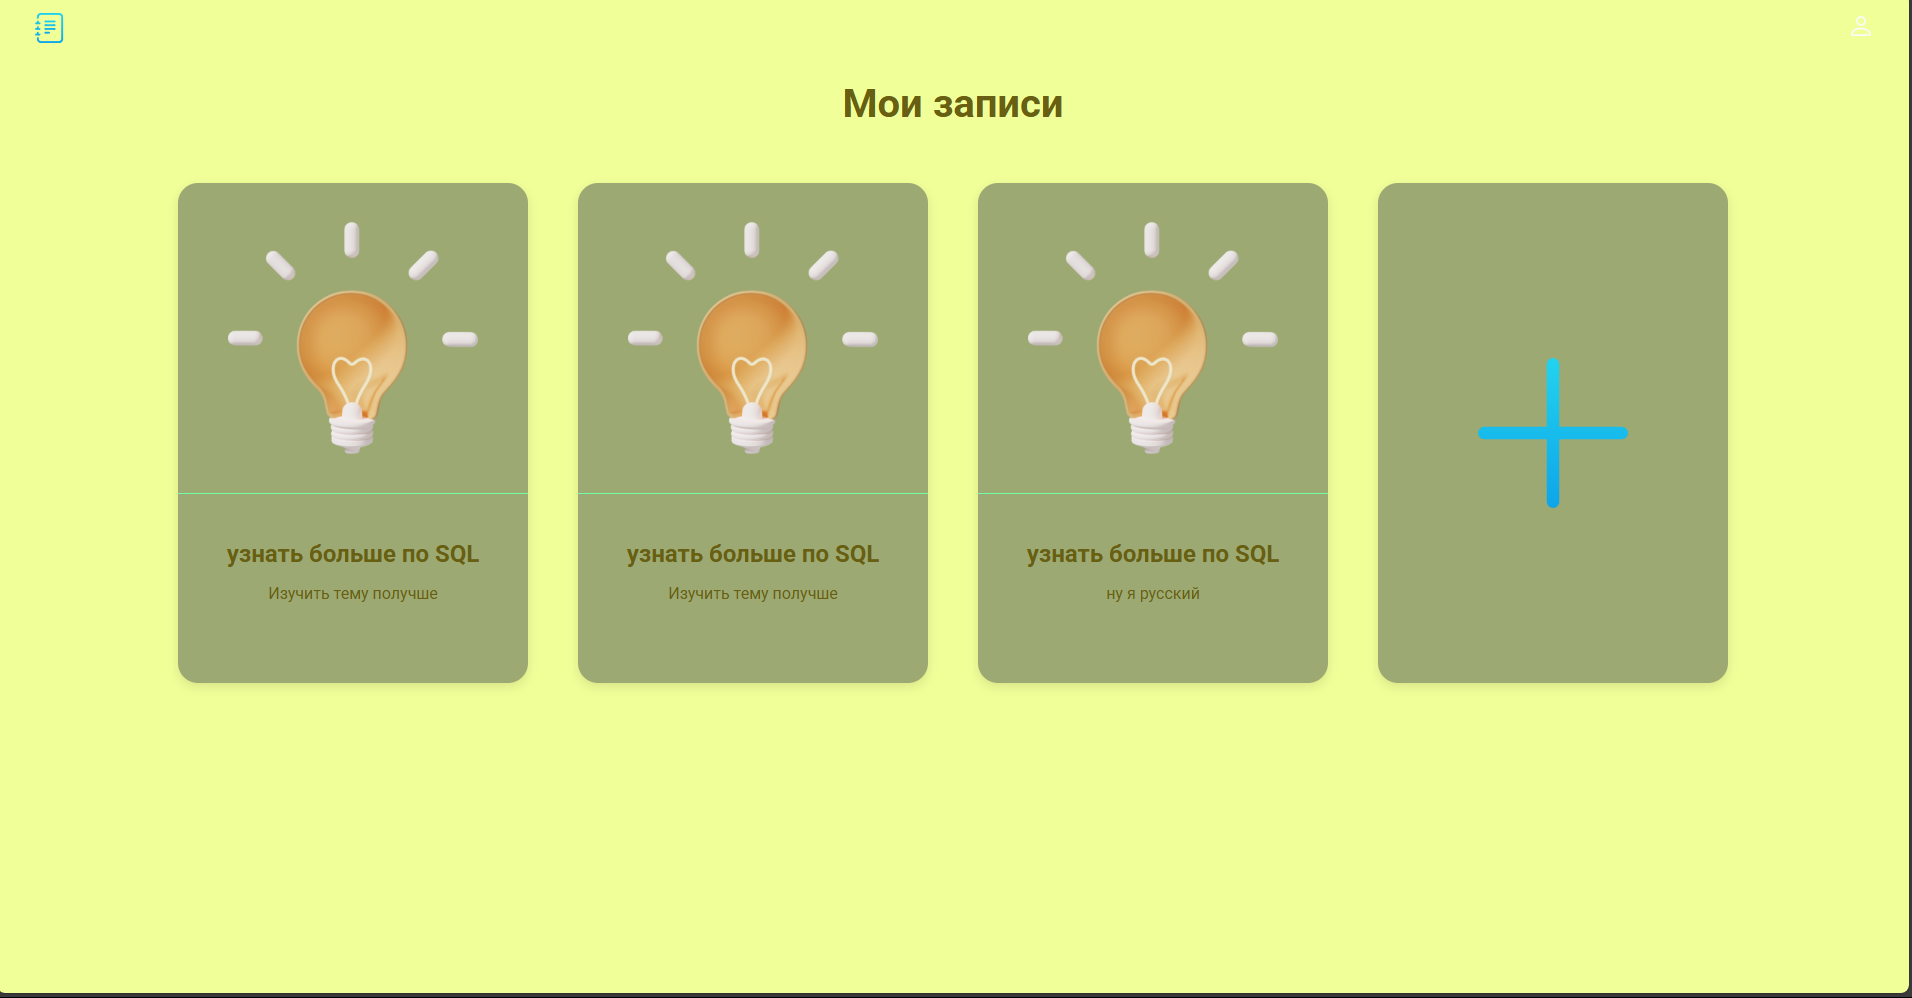 Мои записи
узнать больше по SQL
Изучить тему получше
узнать больше по SQL
Изучить тему получше
узнать больше по SQL
ну я русский